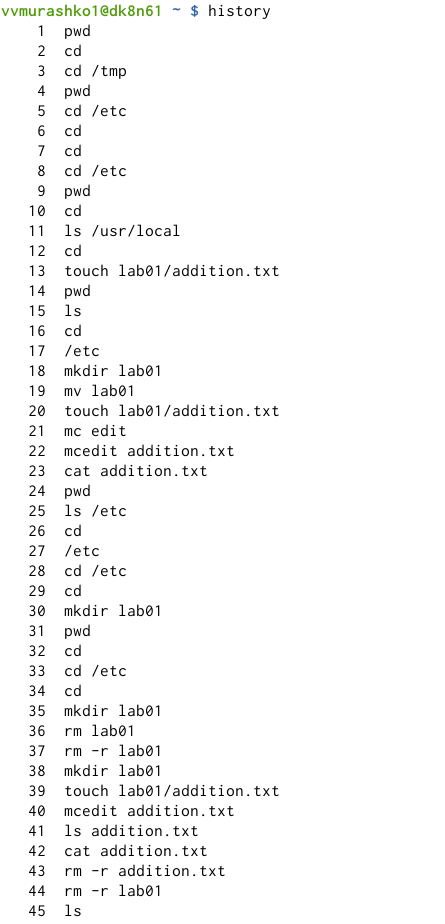 vvmurashko1@dk8n61 ~ $ history
1 pwd
2 cd
3 cd /tmp
4 pwd
5 cd /etc
6 cd
7 cd
8 cd /etc
9 pwd
10 cd
11 ls /usr/local
12 cd
13 touch lab01/addition.txt
14 pwd
15 ls
16 cd
17 /etc
18 mkdir lab01
19 mv lab01
20 touch lab01/addition.txt
21 mc edit
22 mcedit addition.txt
23 cat addition.txt
24 pwd
25 ls /etc
26 cd
27 /etc
28 cd /etc
29 cd
30 mkdir lab01
31 pwd
32 cd
33 cd /etc
34 cd
35 mkdir lab01
36 rm lab01
37 rm -r lab01
38 mkdir lab01
39 touch lab01/addition.txt
40 mcedit addition.txt
41 ls addition.txt
42 cat addition.txt
43 rm -r addition.txt
44 rm -r lab01
45 ls